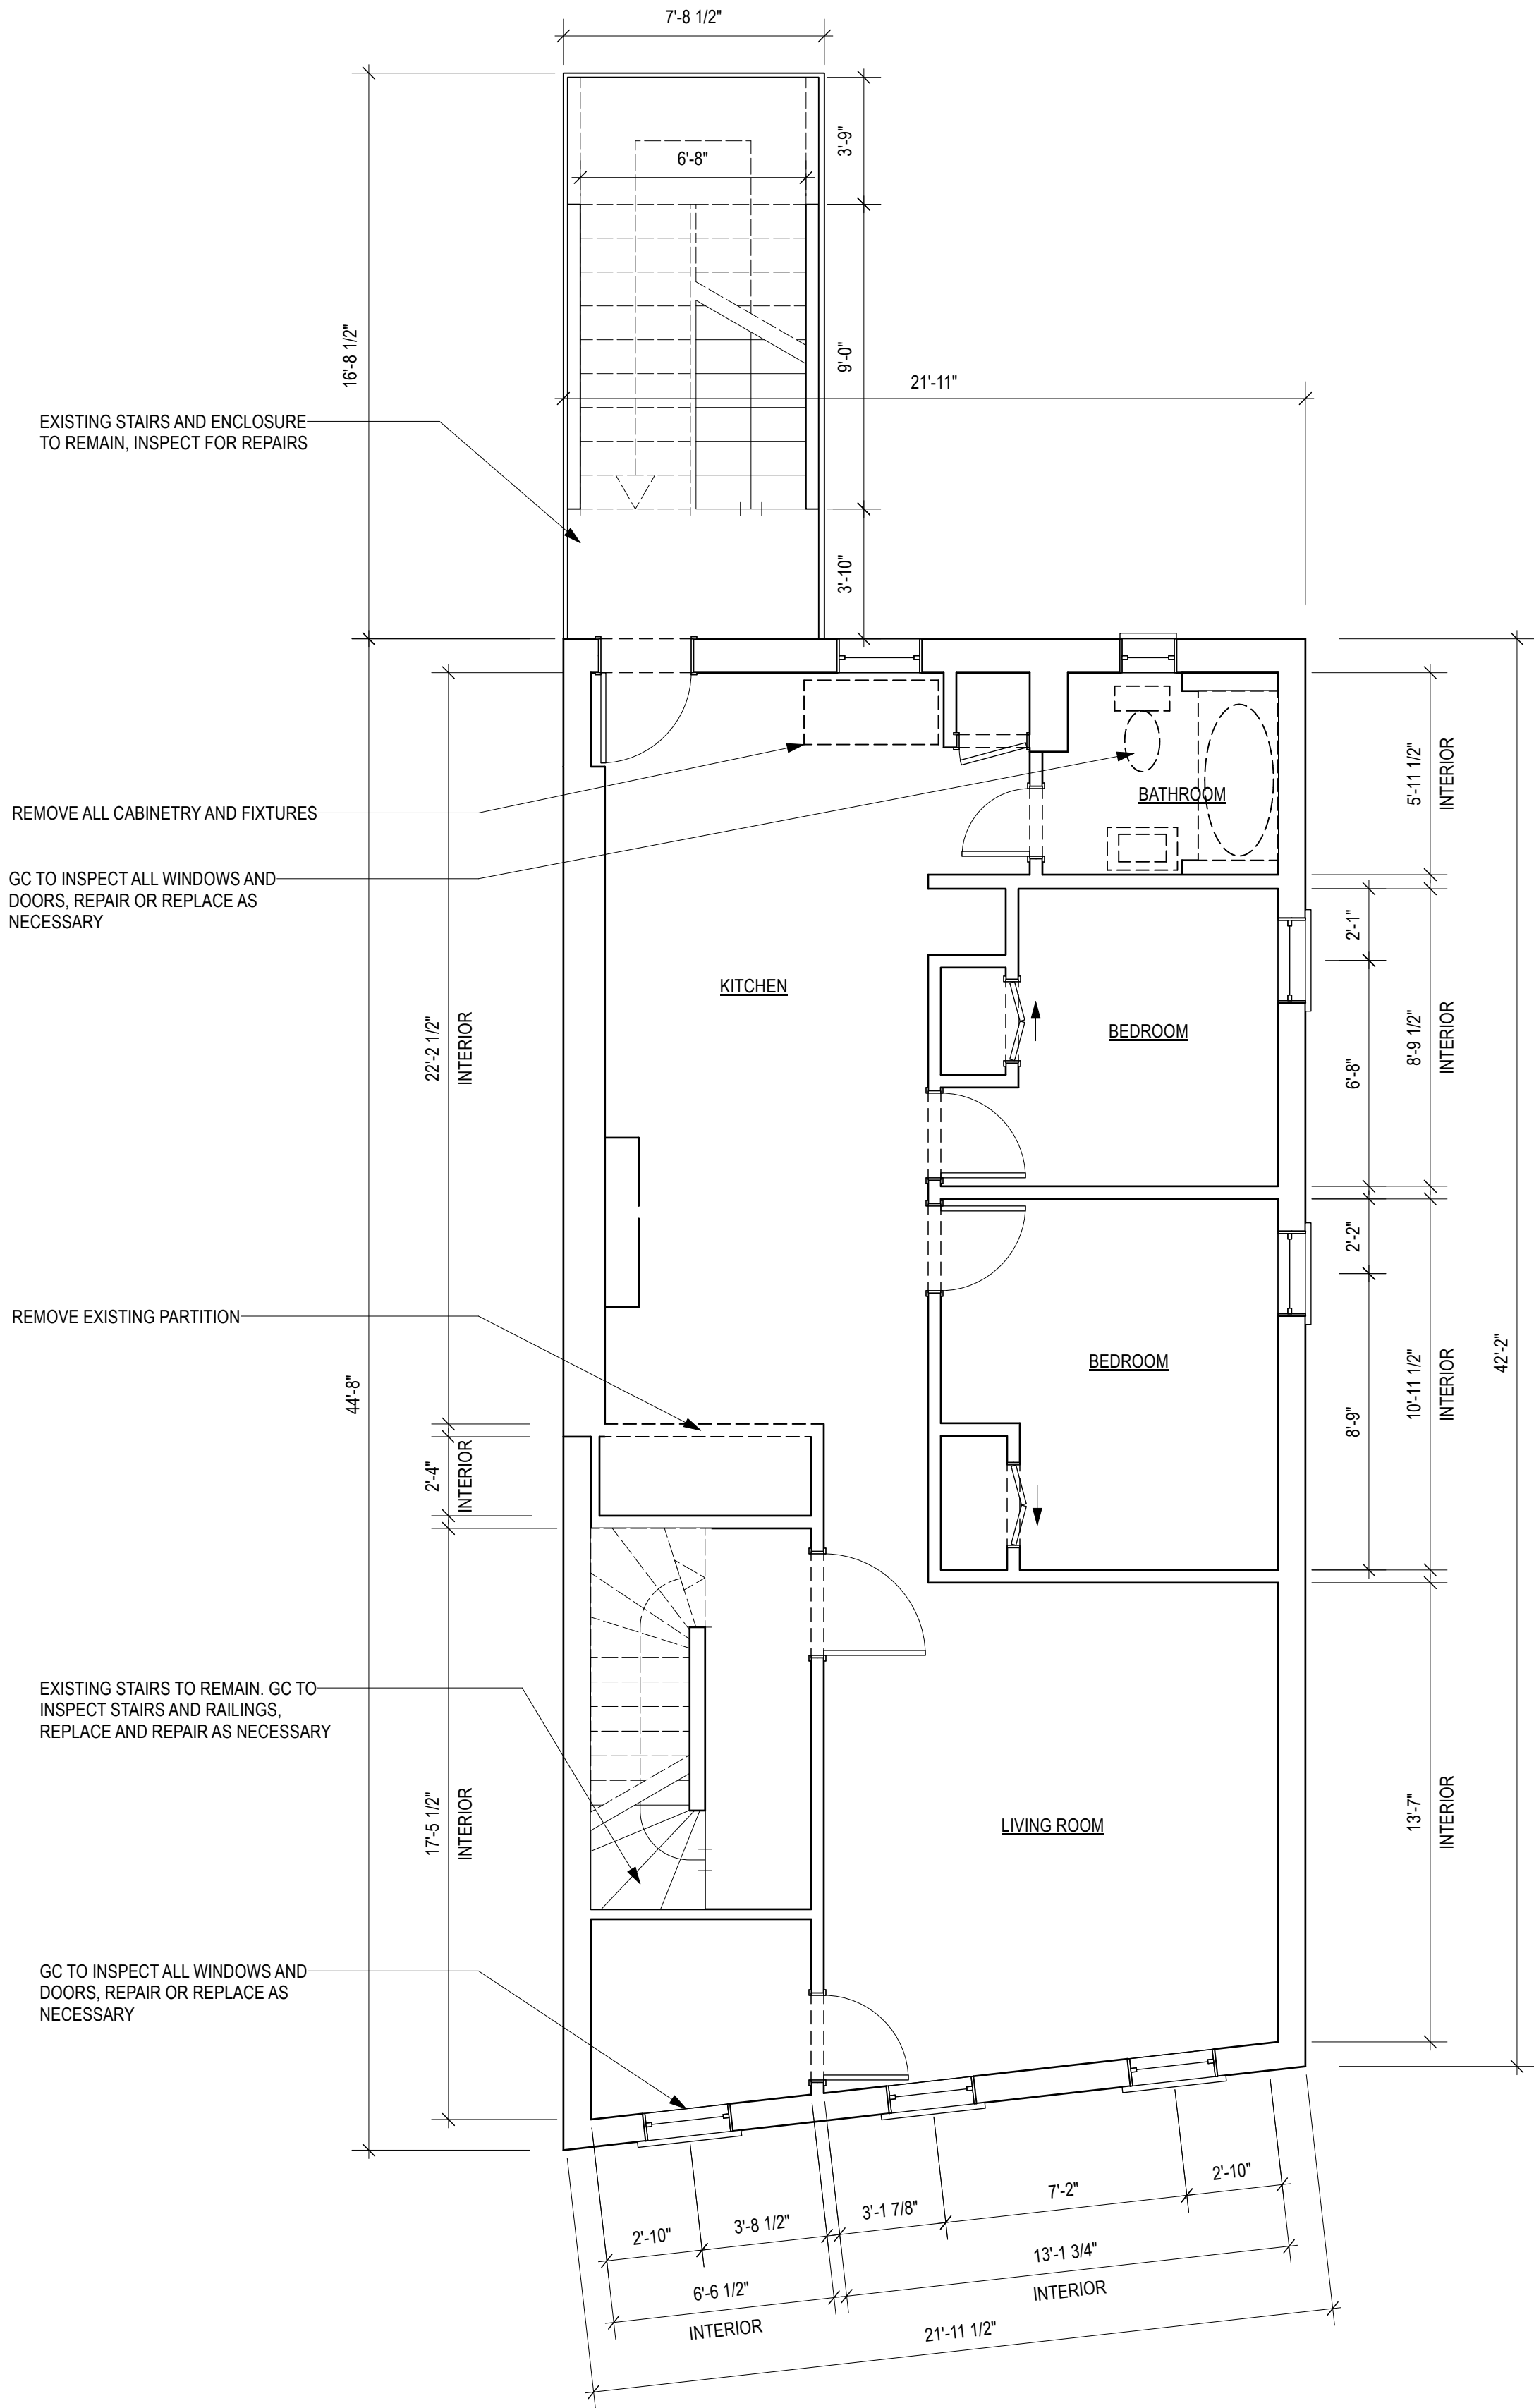 7'-8 1/2"
3'-9"
6'-8"
16'-8 1/2"
9'-0"
21'-11"
EXISTING STAIRS AND ENCLOSURE
TO REMAIN, INSPECT FOR REPAIRS
3'-10"
5'-11 1/2"
INTERIOR
BATHROOM
REMOVE ALL CABINETRY AND FIXTURES
GC TO INSPECT ALL WINDOWS AND
DOORS, REPAIR OR REPLACE AS
NECESSARY
2'-1"
KITCHEN
22'-2 1/2"
INTERIOR
BEDROOM
6'-8"
8'-9 1/2"
INTERIOR
2'-2"
REMOVE EXISTING PARTITION
BEDROOM
44'-8"
8'-9"
10'-11 1/2"
INTERIOR
42'-2"
2'-4"
INTERIOR
EXISTING STAIRS TO REMAIN. GC TO
INSPECT STAIRS AND RAILINGS,
REPLACE AND REPAIR AS NECESSARY
17'-5 1/2"
INTERIOR
LIVING ROOM
13'-7"
INTERIOR
GC TO INSPECT ALL WINDOWS AND
DOORS, REPAIR OR REPLACE AS
NECESSARY
2'-10"
3'-8 1/2"
3'-1 7/8"
7'-2"
2'-10"
6'-6 1/2"
INTERIOR
13'-1 3/4"
INTERIOR
21'-11 1/2"